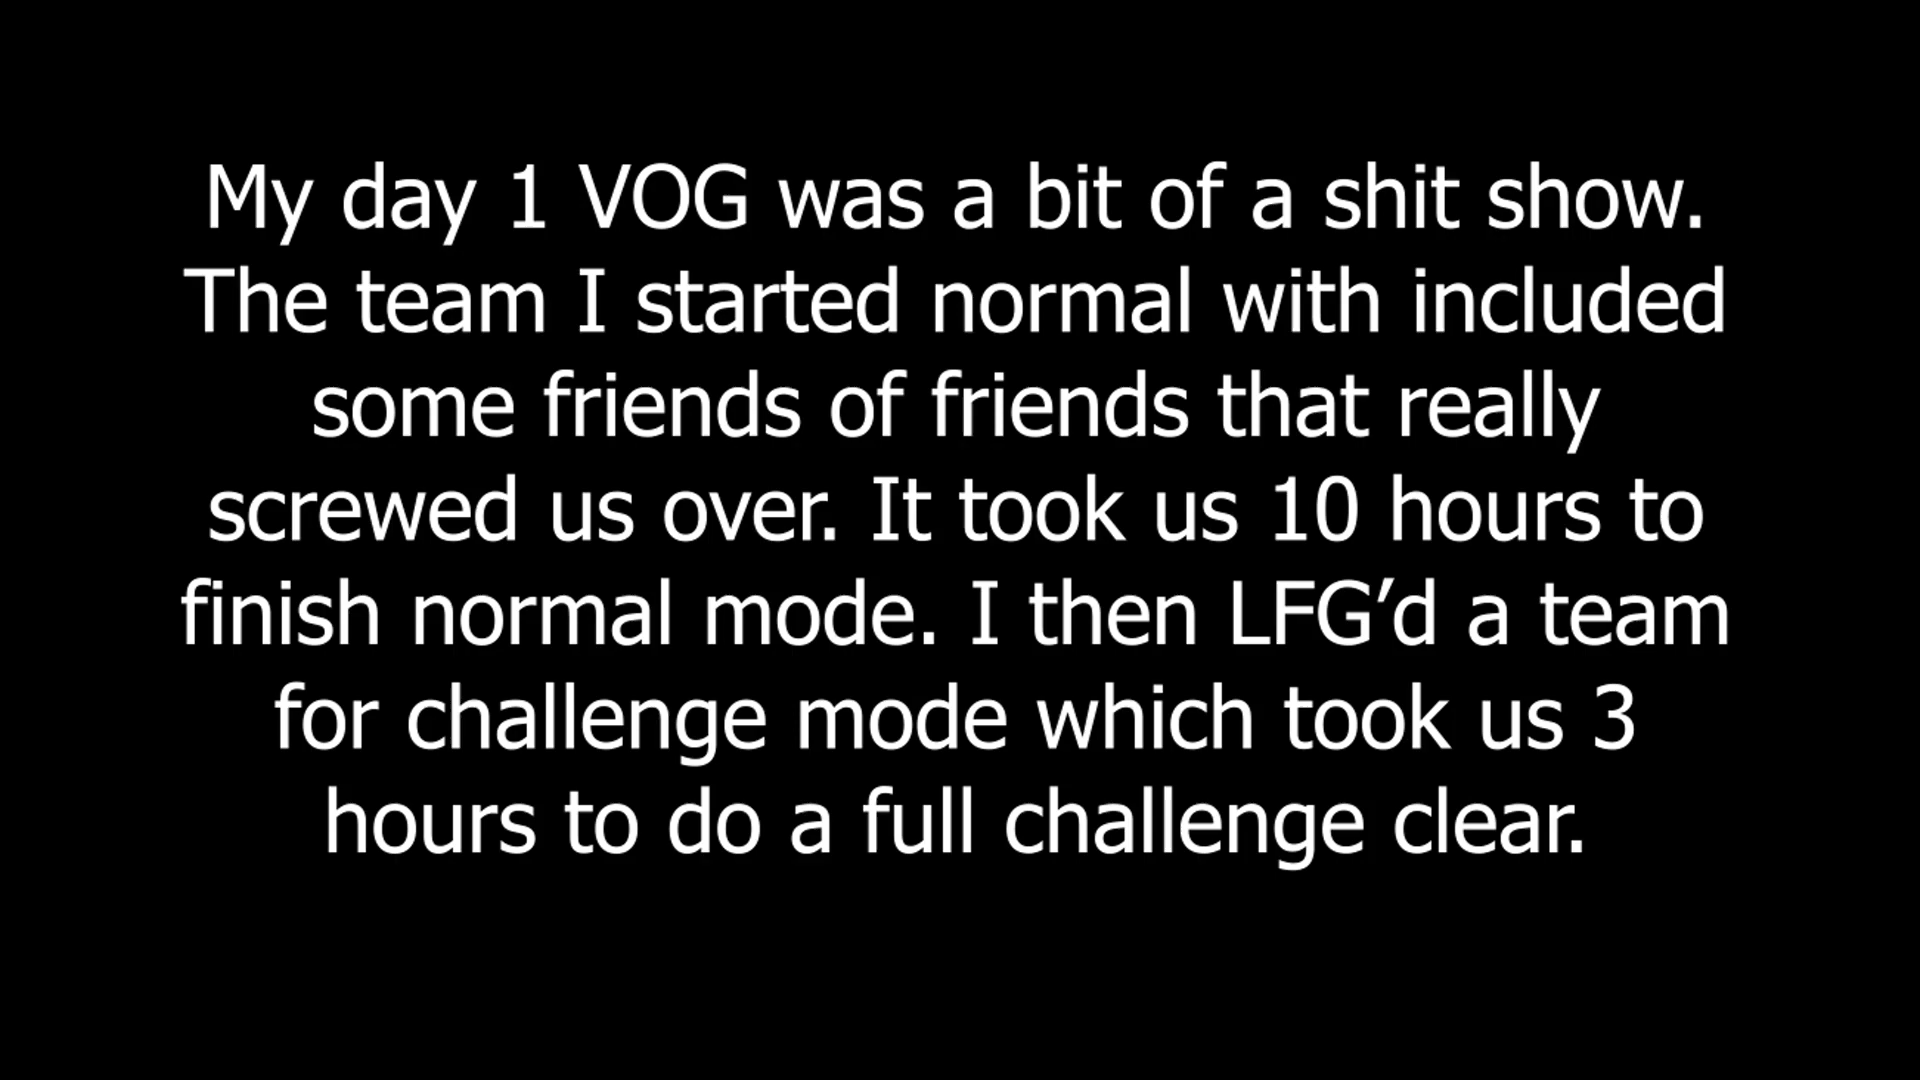 My day 1 VOG was a bit of a shit show.
The team I started normal with included
some friends of friends that really
screwed us over. It took us 10 hours to
finish normal mode. I then LFG’d a team
for challenge mode which took us 3
hours to do a full challenge clear.